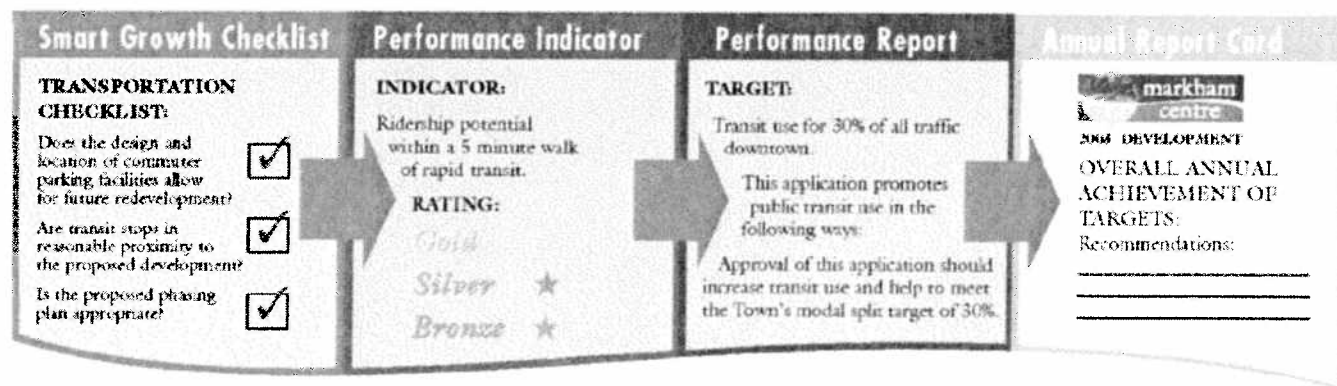 Smart Growth Checklist
TRANSPORTATION
CHECKLIST:
Does the design and
location of commuter
parking facilities allow
for future redevelopment?
Are transit stops in
reasonable proximity to
the proposed development?
Is the proposed phasing
plan appropriate?
Performance Indicator
INDICATOR:
Ridership potential
within a 5 minute walk
of rapid transit.
RATING:
Gold
Silver ★
Bronze ★
Performance Report
TARGET:
Transit use for 30% of all traffic
downtown.
This application promotes
public transit use in the
following ways:
Approval of this application should
increase transit use and help to meet
the Town's modal split target of 30%.
Annual Report Card
markham
centre
DEVELOPMENT
OVERALL ANNUAL
ACHIEVEMENT OF
TARGETS:
Recommendations: